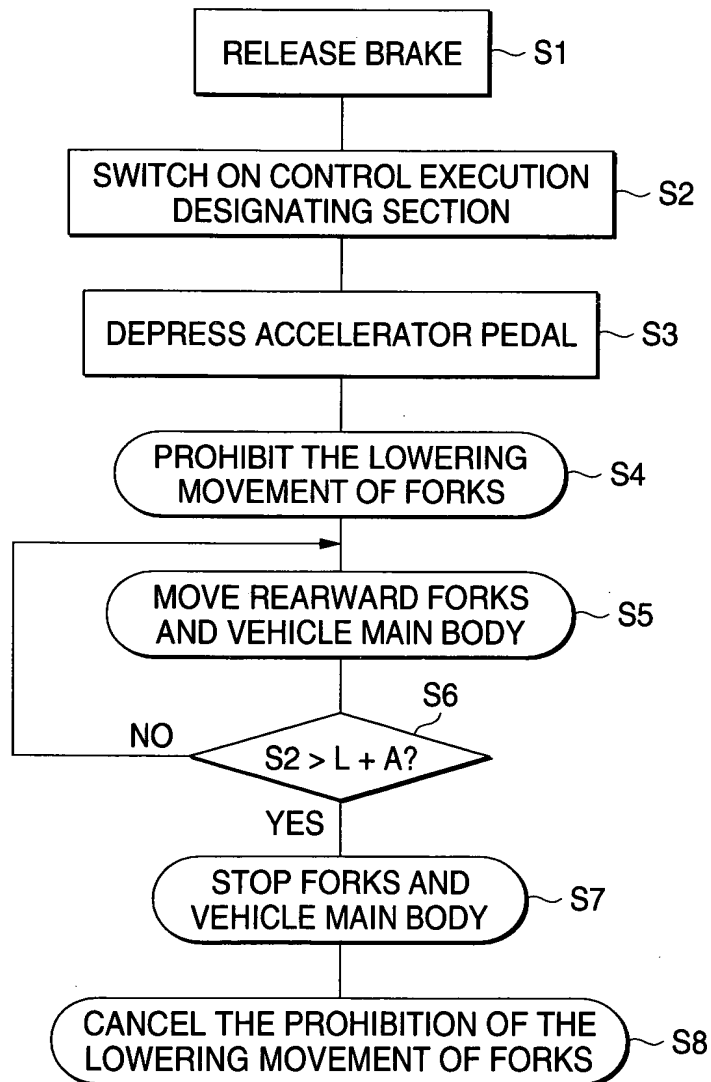 RELEASE BRAKE
S1
SWITCH ON CONTROL EXECUTION
DESIGNATING SECTION
S2
DEPRESS ACCELERATOR PEDAL
S3
PROHIBIT THE LOWERING
MOVEMENT OF FORKS
S4
MOVE REARWARD FORKS
AND VEHICLE MAIN BODY
S5
S6
NO
S2 > L + A?
YES
STOP FORKS AND
VEHICLE MAIN BODY
S7
CANCEL THE PROHIBITION OF THE
LOWERING MOVEMENT OF FORKS
S8